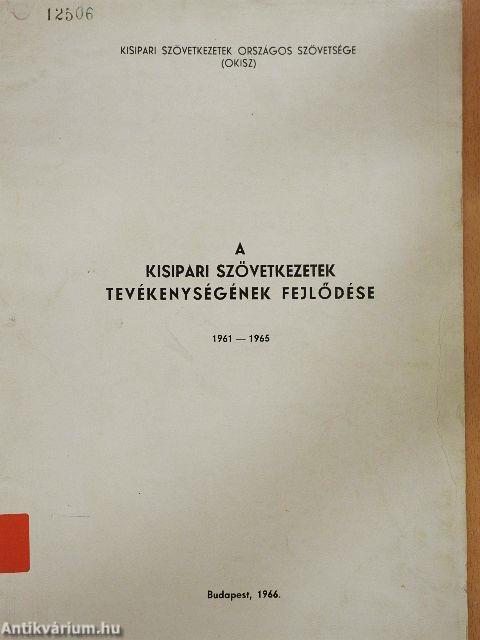 12506
KISIPARI SZÖVETKEZETEK ORSZÁGOS SZÖVETSÉGE
(OKISZ)
A
KISIPARI SZÖVETKEZETEK
TEVÉKENYSÉGÉNEK FEJLŐDÉSE
1961 — 1965
Budapest, 1966.
Antikvárium.hu